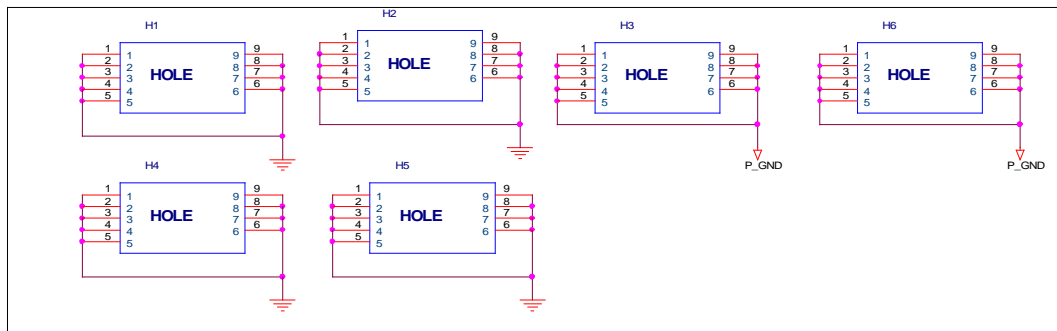 H1
H2
H3
H6
1 1 9 9
2 2 HOLE 8 8
3 3 7 7
4 4 6 6
5 5
1 1 9 9
2 2 8 8
3 3 HOLE 7 7
4 4 6 6
5 5
1 1 9 9
2 2 8 8
3 3 HOLE 7 7
4 4 6 6
5 5
P_GND
1 1 9 9
2 2 8 8
3 3 HOLE 7 7
4 4 6 6
5 5
P_GND
H4
H5
1 1 9 9
2 2 8 8
3 3 HOLE 7 7
4 4 6 6
5 5
1 1 9 9
2 2 8 8
3 3 HOLE 7 7
4 4 6 6
5 5